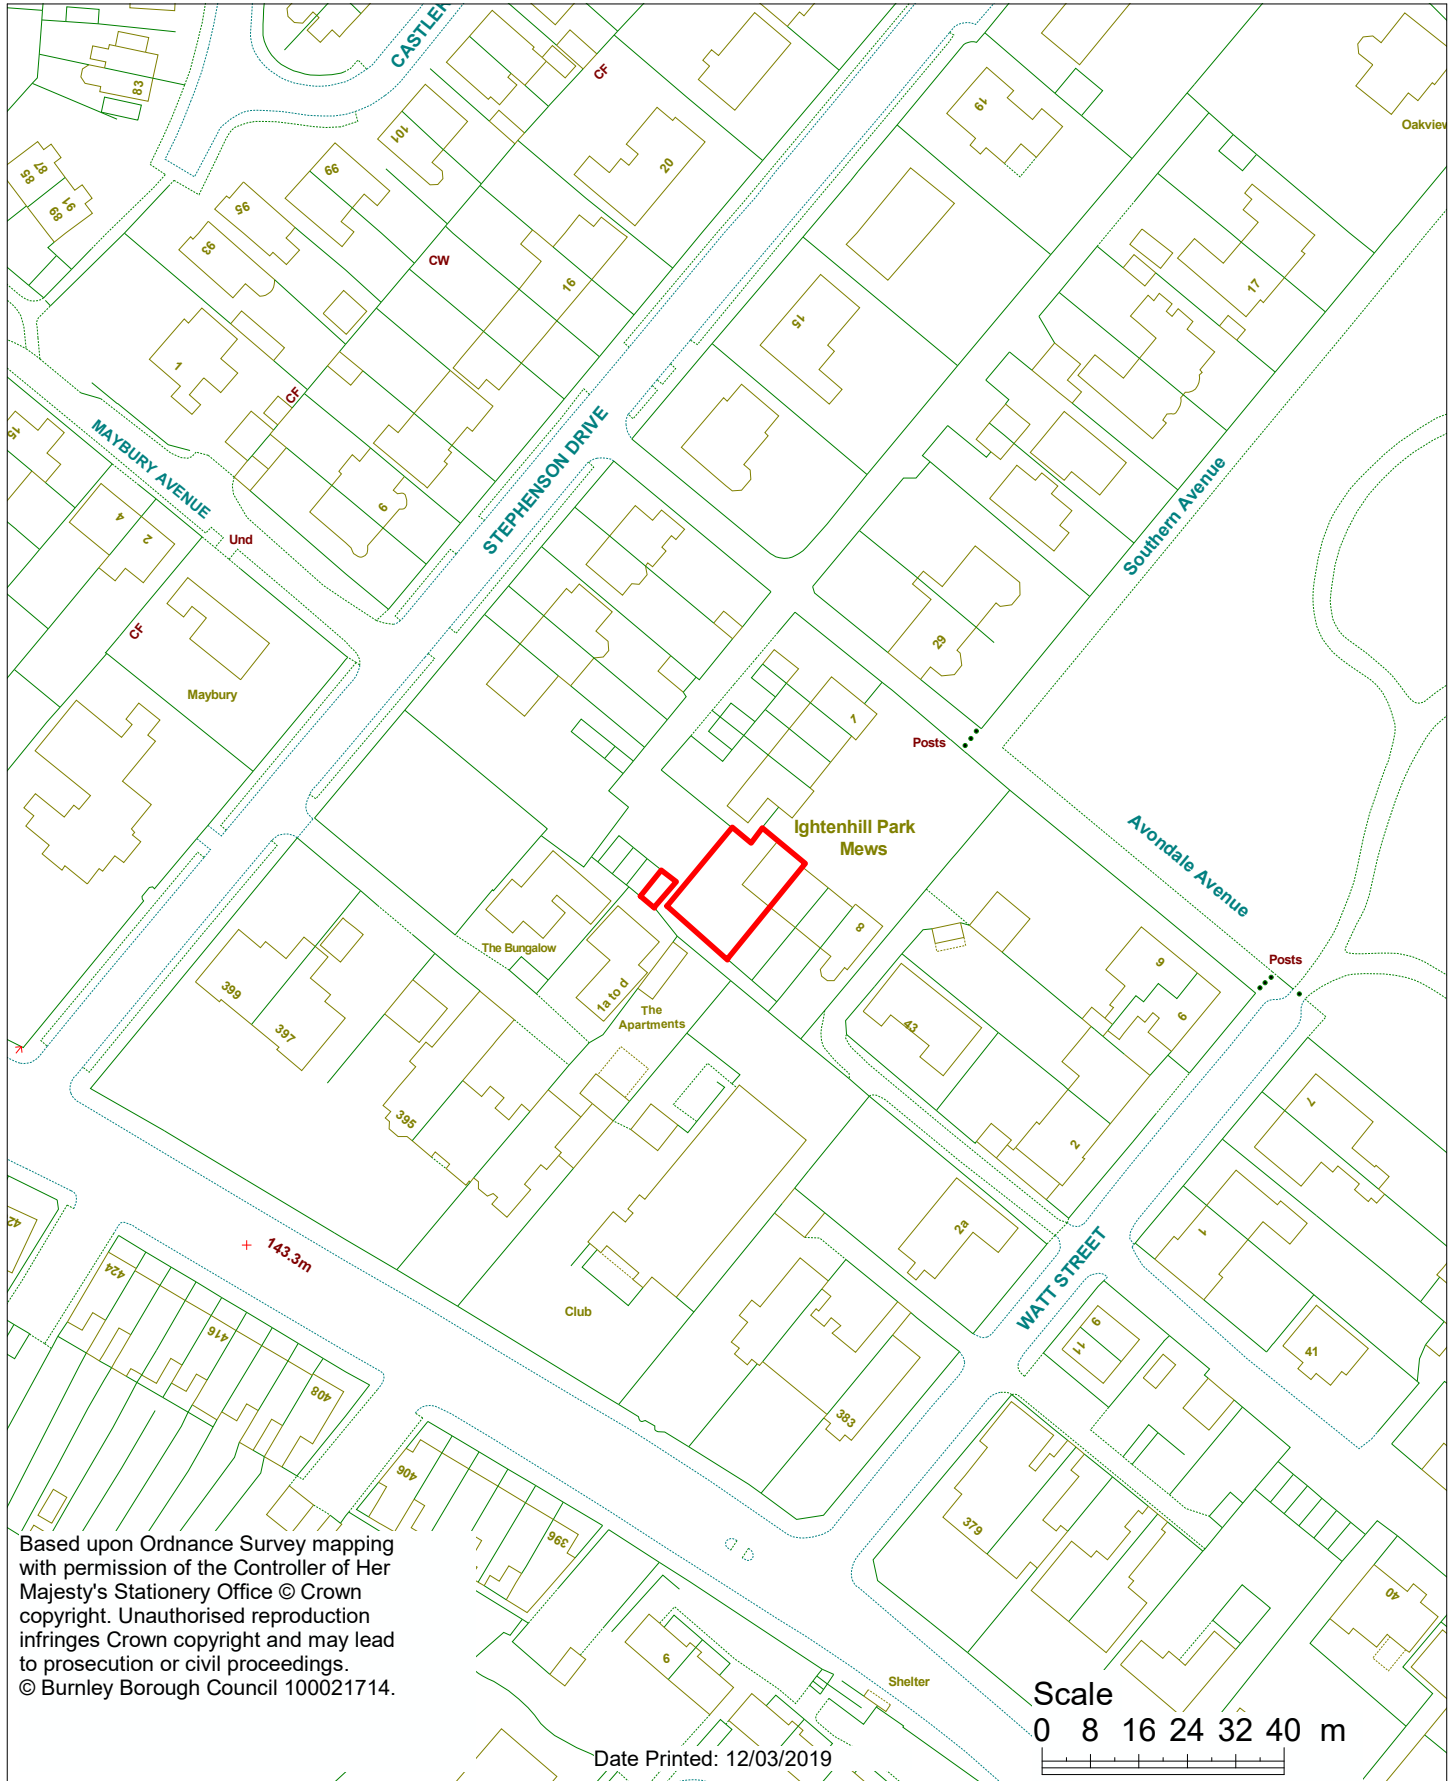 CASTLER
83
CF
101
20
19
Oakview
87
85
91
89
99
95
93
CW
16
17
1
15
CF
15
MAYBURY AVENUE
STEPHENSON DRIVE
Southern Avenue
4
2
Und
9
CF
Maybury
29
7
Posts
Ightenhill Park
Mews
Avondale Avenue
8
The Bungalow
1a to d
The
Apartments
399
397
43
9
6
Posts
395
7
2
1
2a
42
143.3m
WATT STREET
424
Club
416
408
9
11
41
383
406
396
379
40
Based upon Ordnance Survey mapping
with permission of the Controller of Her
Majesty's Stationery Office © Crown
copyright. Unauthorised reproduction
infringes Crown copyright and may lead
to prosecution or civil proceedings.
© Burnley Borough Council 100021714.
6
Shelter
Scale
0 8 16 24 32 40 m
Date Printed: 12/03/2019